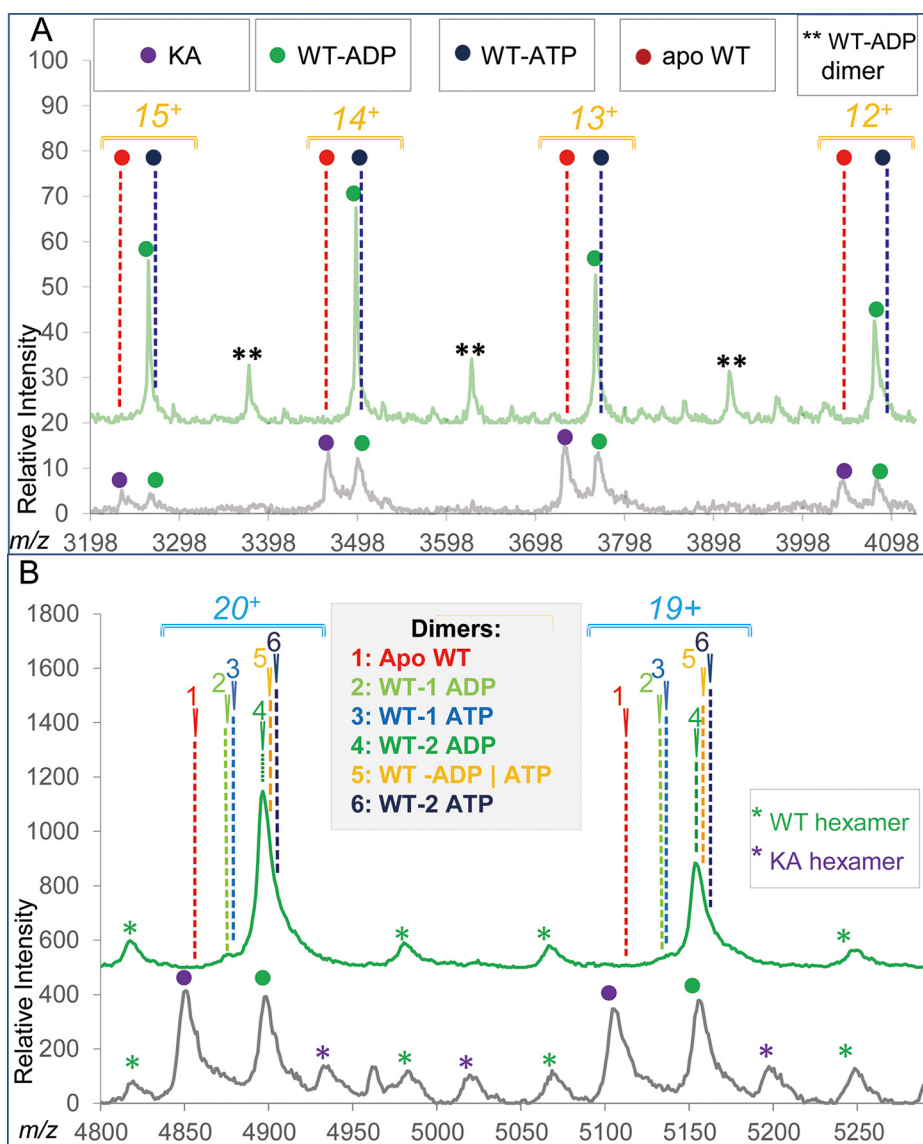 A
KA
WT-ADP
WT-ATP
apo WT
** WT-ADP
dimer
15+ 14+ 13+ 12+
100
90
80
70
60
50
40
30
20
10
0
Relative Intensity
** ** **
m/z
3198 3298 3398 3498 3598 3698 3798 3898 3998 4098
B
20+ 19+
Dimers:
1: Apo WT
2: WT-1 ADP
3: WT-1 ATP
4: WT-2 ADP
5: WT -ADP | ATP
6: WT-2 ATP
1 2 3 4 5 6
1 2 3 4 5 6
* WT hexamer
* KA hexamer
1800
1600
1400
1200
1000
800
600
400
200
0
Relative Intensity
* * * *
* * * * * * *
m/z
4800 4850 4900 4950 5000 5050 5100 5150 5200 5250